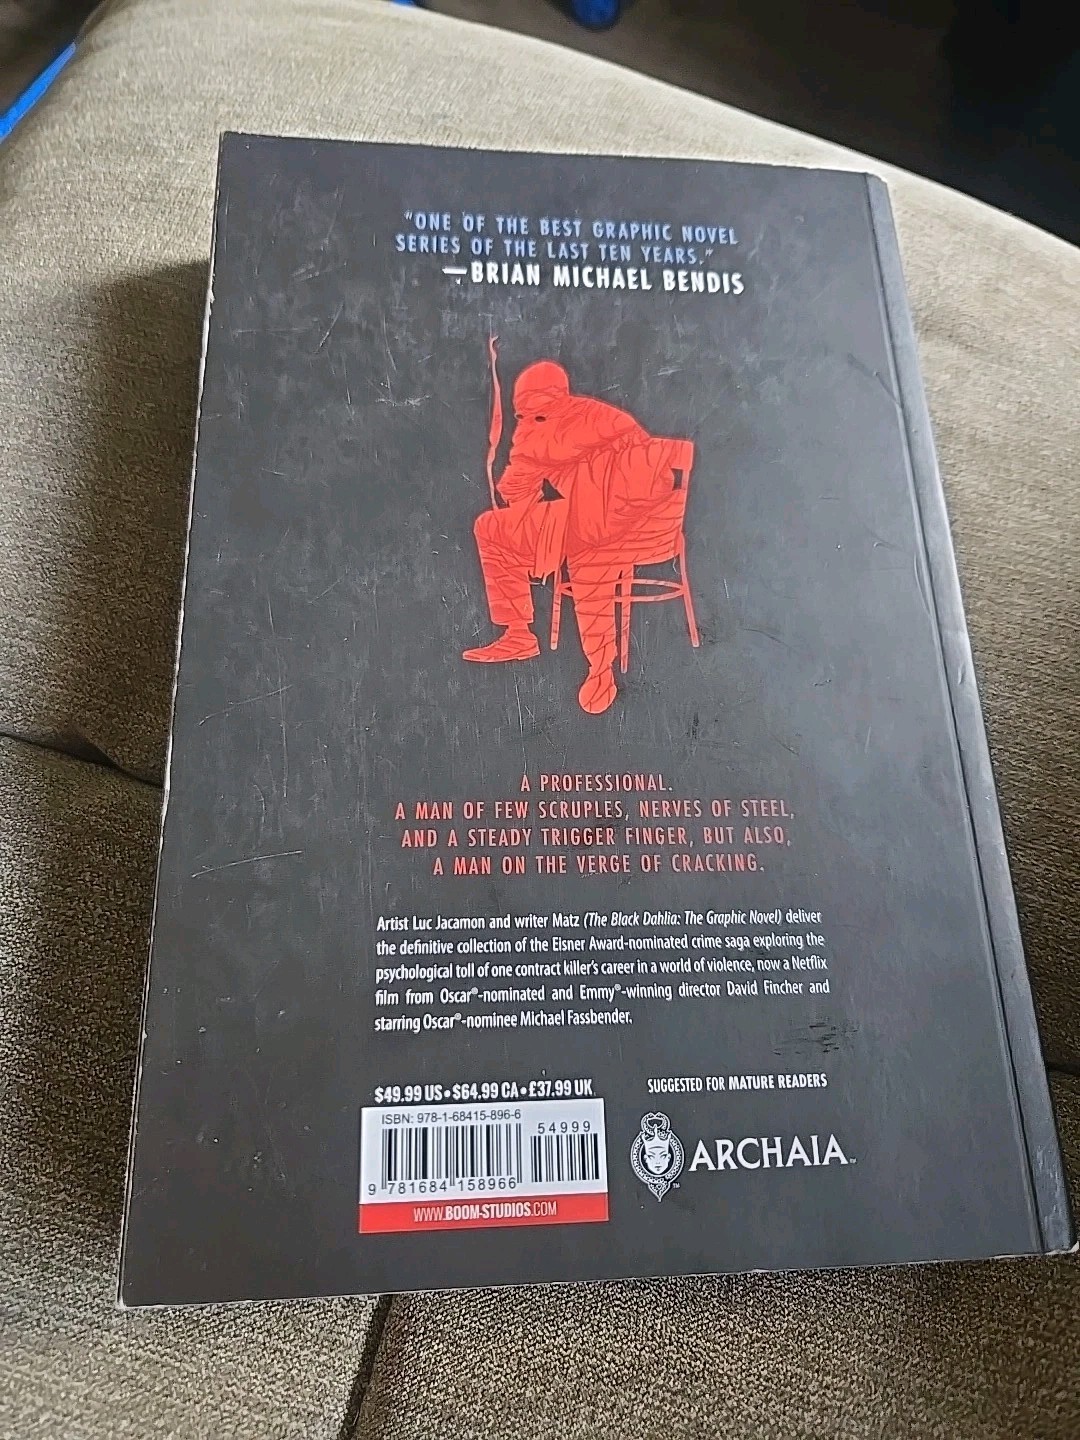 "ONE OF THE BEST GRAPHIC NOVEL
SERIES OF THE LAST TEN YEARS."
—BRIAN MICHAEL BENDIS
A PROFESSIONAL.
A MAN OF FEW SCRUPLES, NERVES OF STEEL,
AND A STEADY TRIGGER FINGER, BUT ALSO,
A MAN ON THE VERGE OF CRACKING.
Artist Luc Jacamon and writer Matz (The Black Dahlia: The Graphic Novel) deliver
the definitive collection of the Eisner Award-nominated crime saga exploring the
psychological toll of one contract killer's career in a world of violence, now a Netflix
film from Oscar®-nominated and Emmy®-winning director David Fincher and
starring Oscar®-nominee Michael Fassbender.
$49.99 US • $64.99 CA • £37.99 UK
SUGGESTED FOR MATURE READERS
ISBN: 978-1-68415-896-6
54999
9 781684 158966
ARCHAIA™
WWW.BOOM-STUDIOS.COM